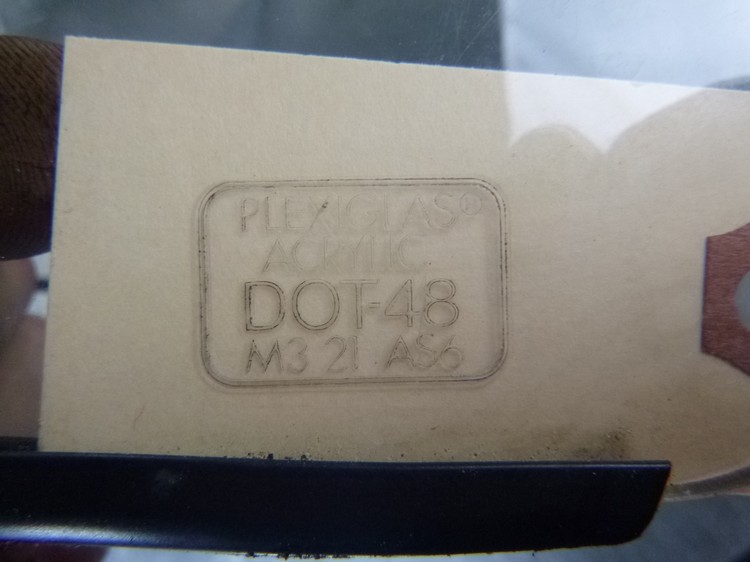 PLEXIGLAS®
ACRYLIC
DOT-48
M3 21 AS6